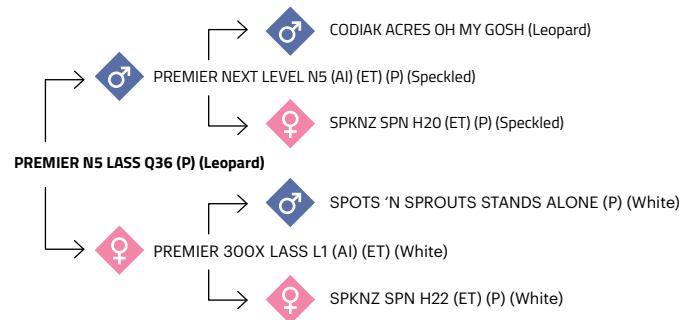 CODIAK ACRES OH MY GOSH (Leopard)
PREMIER NEXT LEVEL N5 (AI) (ET) (P) (Speckled)
SPKNZ SPN H20 (ET) (P) (Speckled)
PREMIER N5 LASS Q36 (P) (Leopard)
SPOTS ‘N SPROUTS STANDS ALONE (P) (White)
PREMIER 300X LASS L1 (AI) (ET) (White)
SPKNZ SPN H22 (ET) (P) (White)